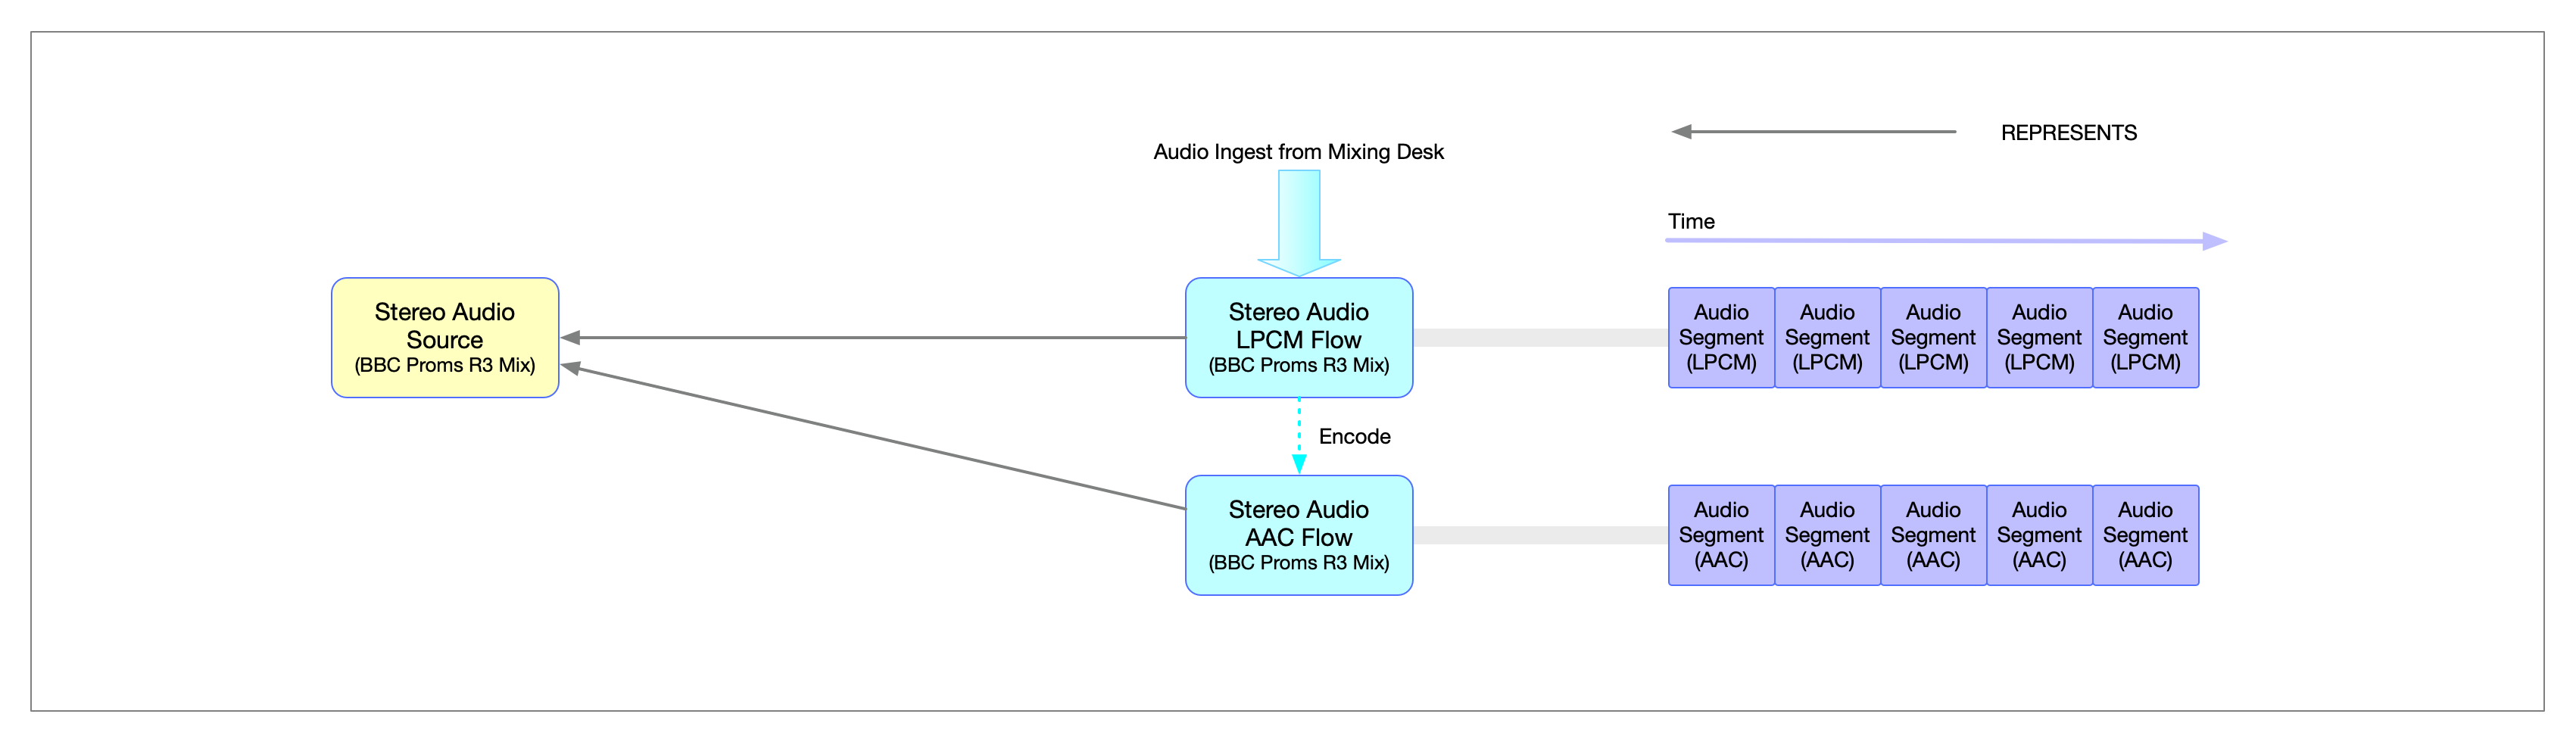 Audio Ingest from Mixing Desk
REPRESENTS
Time
Stereo Audio
Source
(BBC Proms R3 Mix)
Stereo Audio
LPCM Flow
(BBC Proms R3 Mix)
Audio
Segment
(LPCM)
Audio
Segment
(LPCM)
Audio
Segment
(LPCM)
Audio
Segment
(LPCM)
Audio
Segment
(LPCM)
Encode
Stereo Audio
AAC Flow
(BBC Proms R3 Mix)
Audio
Segment
(AAC)
Audio
Segment
(AAC)
Audio
Segment
(AAC)
Audio
Segment
(AAC)
Audio
Segment
(AAC)